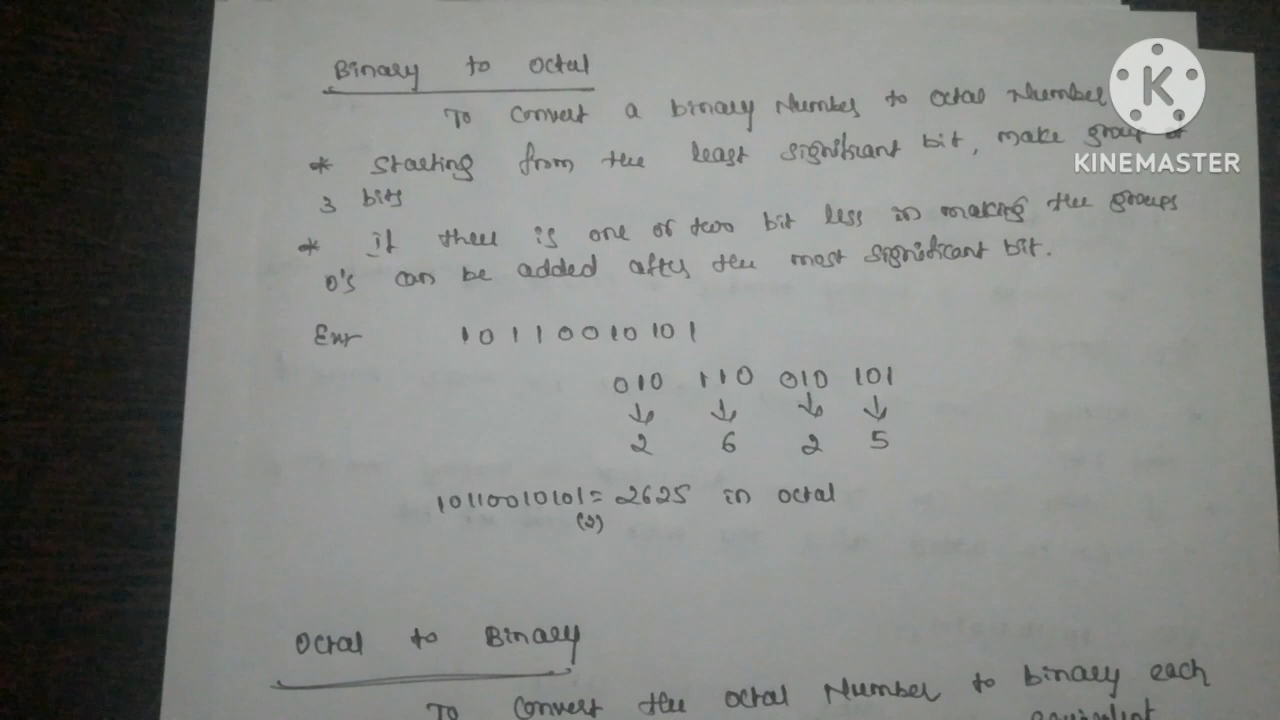 Binary to Octal
To convert a binary Number to octal Number
* Starting from the least significant bit, make group of
3 bits
* If there is one or two bit less in making the groups
0's can be added after the most significant bit.
Ex:- 10110010101
010 110 010 101
↓ ↓ ↓ ↓
2 6 2 5
10110010101 = 2625 in octal
(2)
Octal to Binary
To convert the octal Number to binary each
equivalent
K
KINEMASTER